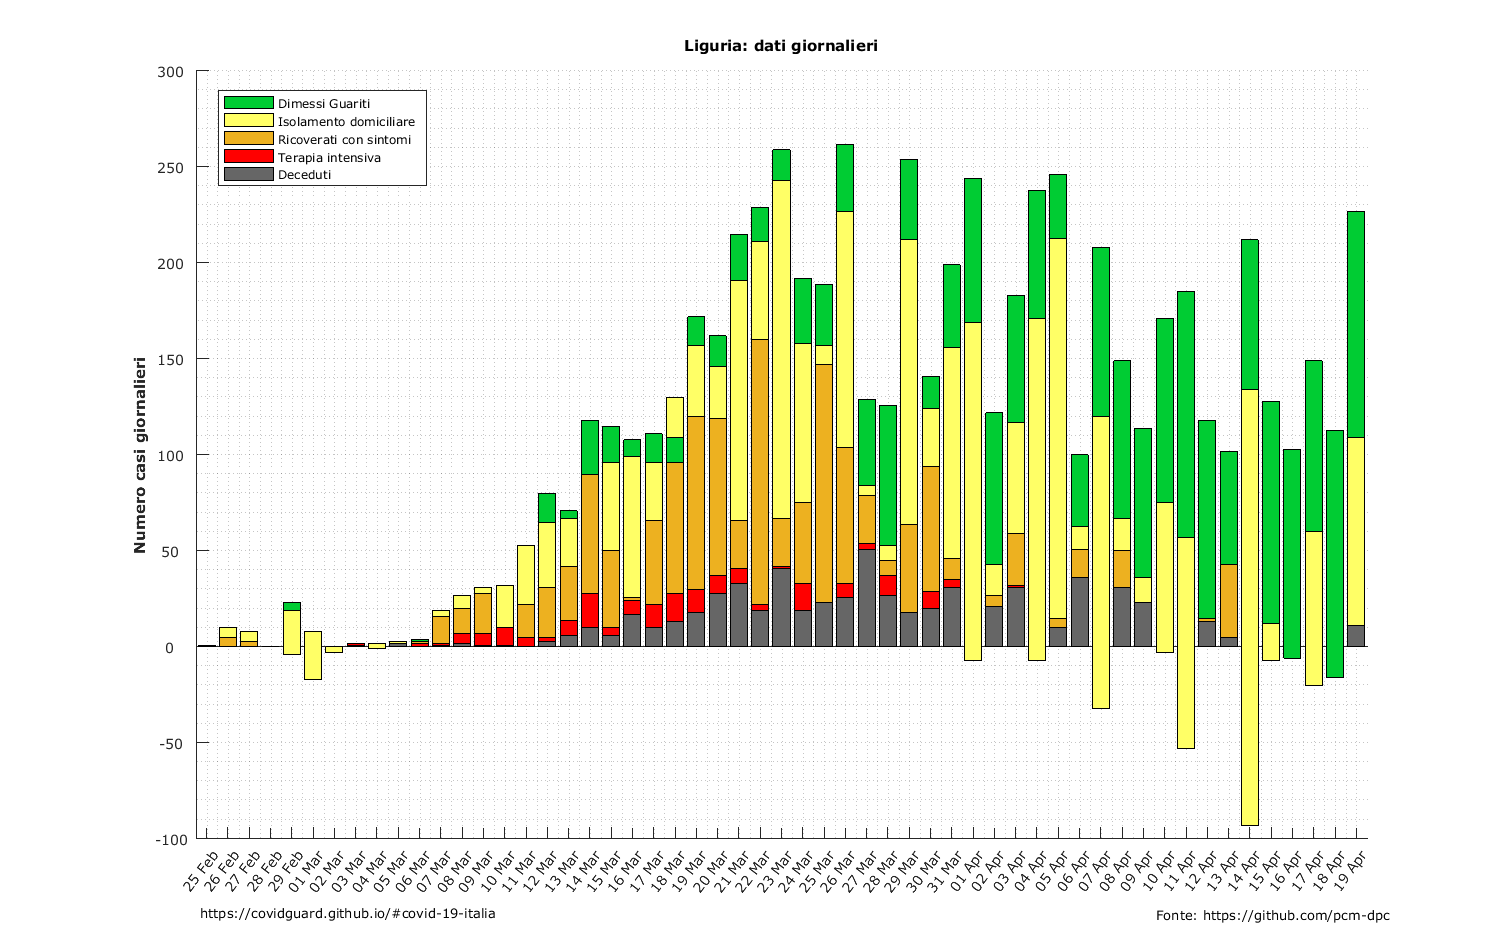 Liguria: dati giornalieri
Dimessi Guariti
Isolamento domiciliare
Ricoverati con sintomi
Terapia intensiva
Deceduti
Numero casi giornalieri
300
250
200
150
100
50
0
-50
-100
25 Feb
26 Feb
27 Feb
28 Feb
29 Feb
01 Mar
02 Mar
03 Mar
04 Mar
05 Mar
06 Mar
07 Mar
08 Mar
09 Mar
10 Mar
11 Mar
12 Mar
13 Mar
14 Mar
15 Mar
16 Mar
17 Mar
18 Mar
19 Mar
20 Mar
21 Mar
22 Mar
23 Mar
24 Mar
25 Mar
26 Mar
27 Mar
28 Mar
29 Mar
30 Mar
31 Mar
01 Apr
02 Apr
03 Apr
04 Apr
05 Apr
06 Apr
07 Apr
08 Apr
09 Apr
10 Apr
11 Apr
12 Apr
13 Apr
14 Apr
15 Apr
16 Apr
17 Apr
18 Apr
19 Apr
https://covidguard.github.io/#covid-19-italia
Fonte: https://github.com/pcm-dpc